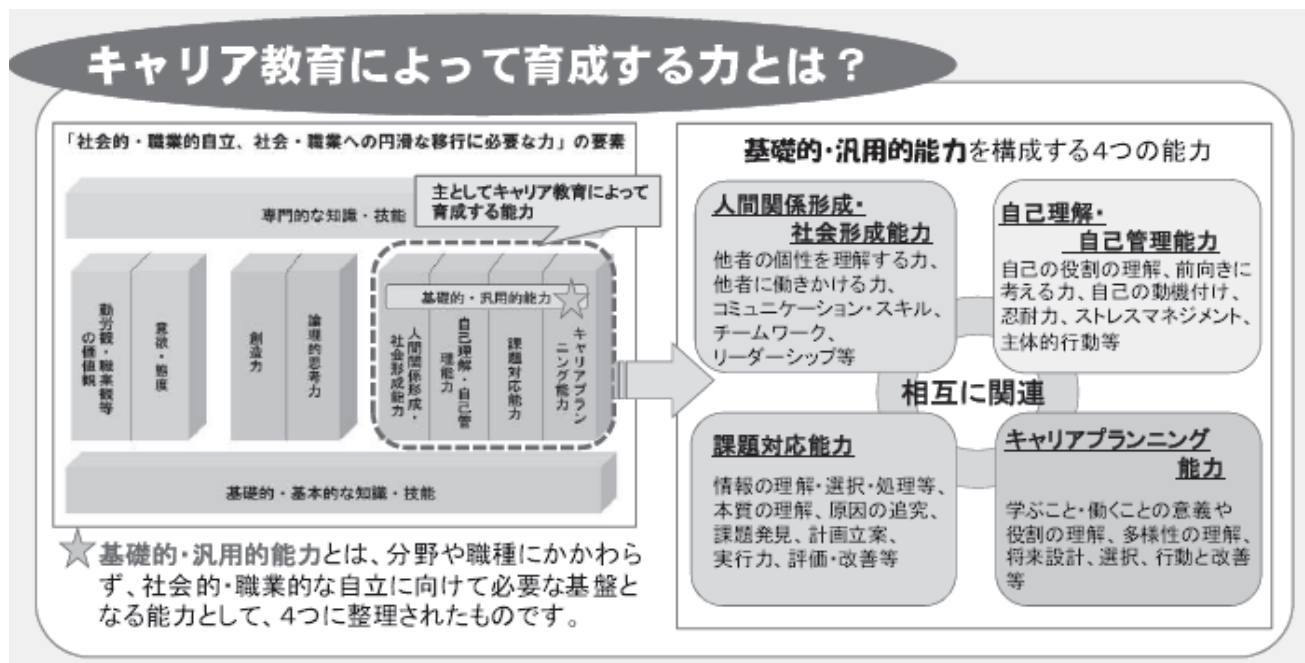 キャリア教育によって育成する力とは？
「社会的・職業的自立、社会・職業への円滑な移行に必要な力」の要素
主としてキャリア教育によって
育成する能力
専門的な知識・技能
勤労観・職業観等
の価値観
意欲・態度
創造力
論理的思考力
基礎的・汎用的能力
人間関係形成・
社会形成能力
自己理解・自己管
理能力
課題対応能力
キャリアプラン
ニング能力
基礎的・基本的な知識・技能
基礎的・汎用的能力とは、分野や職種にかかわら
ず、社会的・職業的な自立に向けて必要な基盤と
なる能力として、4つに整理されたものです。
基礎的・汎用的能力を構成する4つの能力
人間関係形成・
社会形成能力
他者の個性を理解する力、
他者に働きかける力、
コミュニケーション・スキル、
チームワーク、
リーダーシップ等
自己理解・
自己管理能力
自己の役割の理解、前向きに
考える力、自己の動機付け、
忍耐力、ストレスマネジメント、
主体的行動等
相互に関連
課題対応能力
情報の理解・選択・処理等、
本質の理解、原因の追究、
課題発見、計画立案、
実行力、評価・改善等
キャリアプランニング
能力
学ぶこと・働くことの意義や
役割の理解、多様性の理解、
将来設計、選択、行動と改善
等